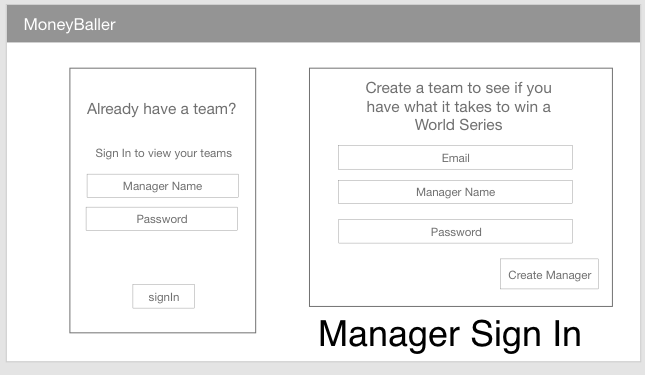 MoneyBaller
Already have a team?
Sign In to view your teams
Manager Name
Password
signIn
Create a team to see if you
have what it takes to win a
World Series
Email
Manager Name
Password
Create Manager
Manager Sign In